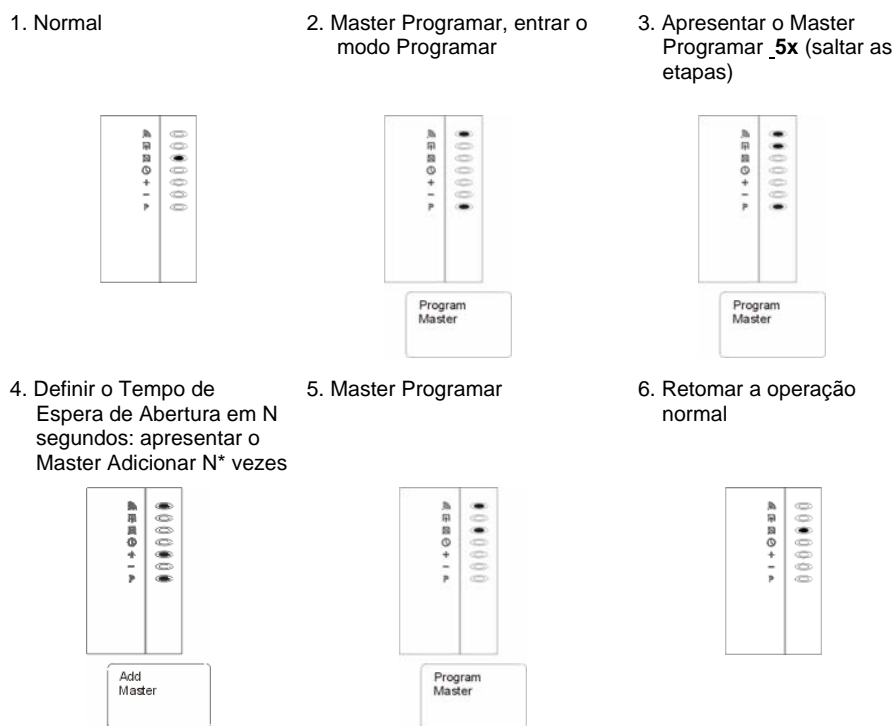 1. Normal
2. Master Programar, entrar o
modo Programar
3. Apresentar o Master
Programar 5x (saltar as
etapas)
+
−
P
+
−
P
Program
Master
+
−
P
Program
Master
4. Definir o Tempo de
Espera de Abertura em N
segundos: apresentar o
Master Adicionar N* vezes
5. Master Programar
6. Retomar a operação
normal
+
−
P
Add
Master
+
−
P
Program
Master
+
−
P